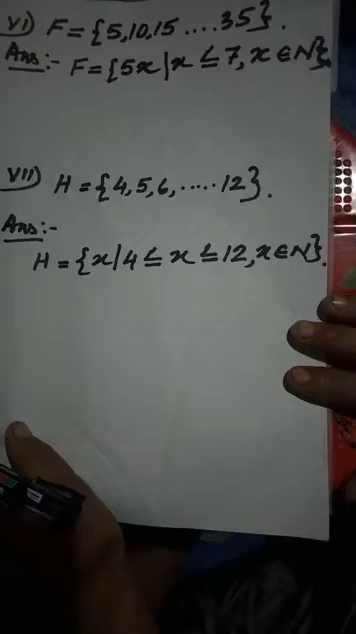 VI) F = {5,10,15 ....35}.
Ans:- F = {5x|x ≤ 7, x ∈ N}.
VII) H = {4,5,6,.....12}.
Ans:-
H = {x/4 ≤ x ≤ 12, x ∈ N}.